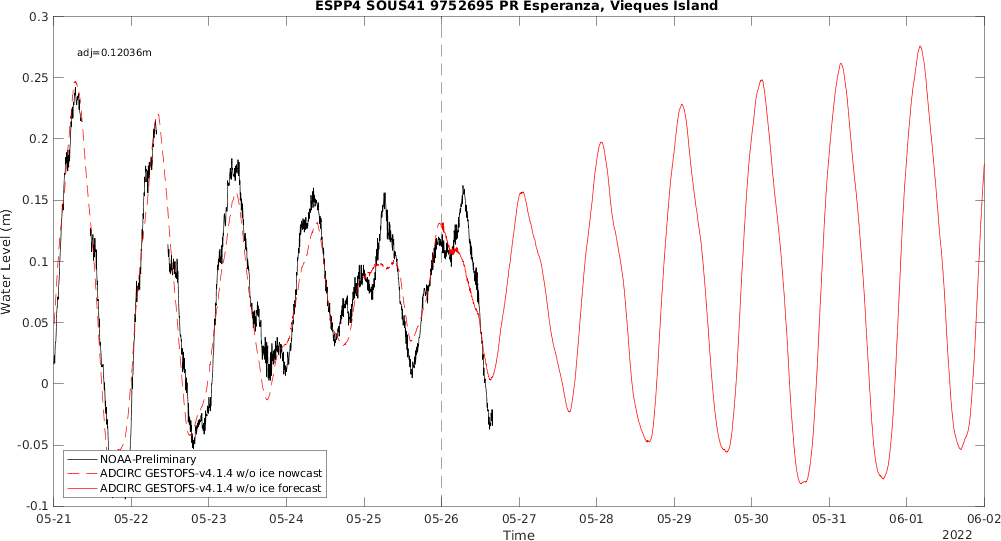 ESPP4 SOUS41 9752695 PR Esperanza, Vieques Island
adj=0.12036m
Water Level (m)
0.3
0.25
0.2
0.15
0.1
0.05
0
-0.05
-0.1
NOAA-Preliminary
ADCIRC GESTOFS-v4.1.4 w/o ice nowcast
ADCIRC GESTOFS-v4.1.4 w/o ice forecast
05-21 05-22 05-23 05-24 05-25 05-26 05-27 05-28 05-29 05-30 05-31 06-01 06-02
Time
2022